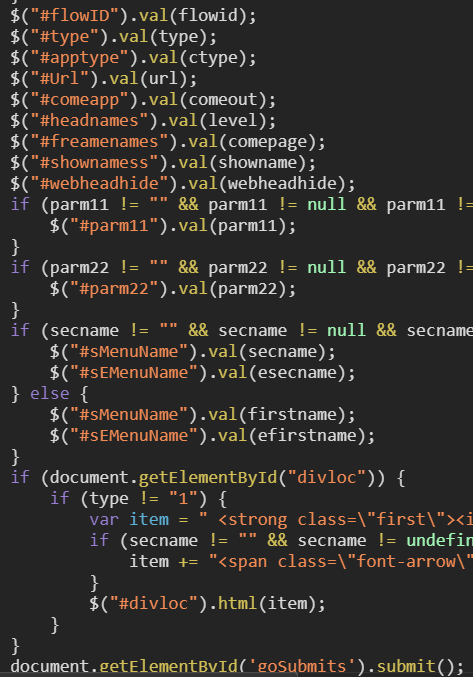 $("#flowID").val(flowid);
$("#type").val(type);
$("#apptype").val(ctype);
$("#Url").val(url);
$("#comeapp").val(comeout);
$("#headnames").val(level);
$("#freamenames").val(comepage);
$("#shownamess").val(showname);
$("#webheadhide").val(webheadhide);
if (parm11 != "" && parm11 != null && parm11 !=
$("#parm11").val(parm11);
}
if (parm22 != "" && parm22 != null && parm22 !=
$("#parm22").val(parm22);
}
if (secname != "" && secname != null && secname
$("#sMenuName").val(secname);
$("#sEMenuName").val(esecname);
} else {
$("#sMenuName").val(firstname);
$("#sEMenuName").val(efirstname);
}
if (document.getElementById("divloc")) {
if (type != "1") {
var item = " <strong class=\"first\"><i
if (secname != "" && secname != undefin
item += "<span class=\"font-arrow\"
}
$("#divloc").html(item);
}
}
document.getElementById('goSubmits').submit();